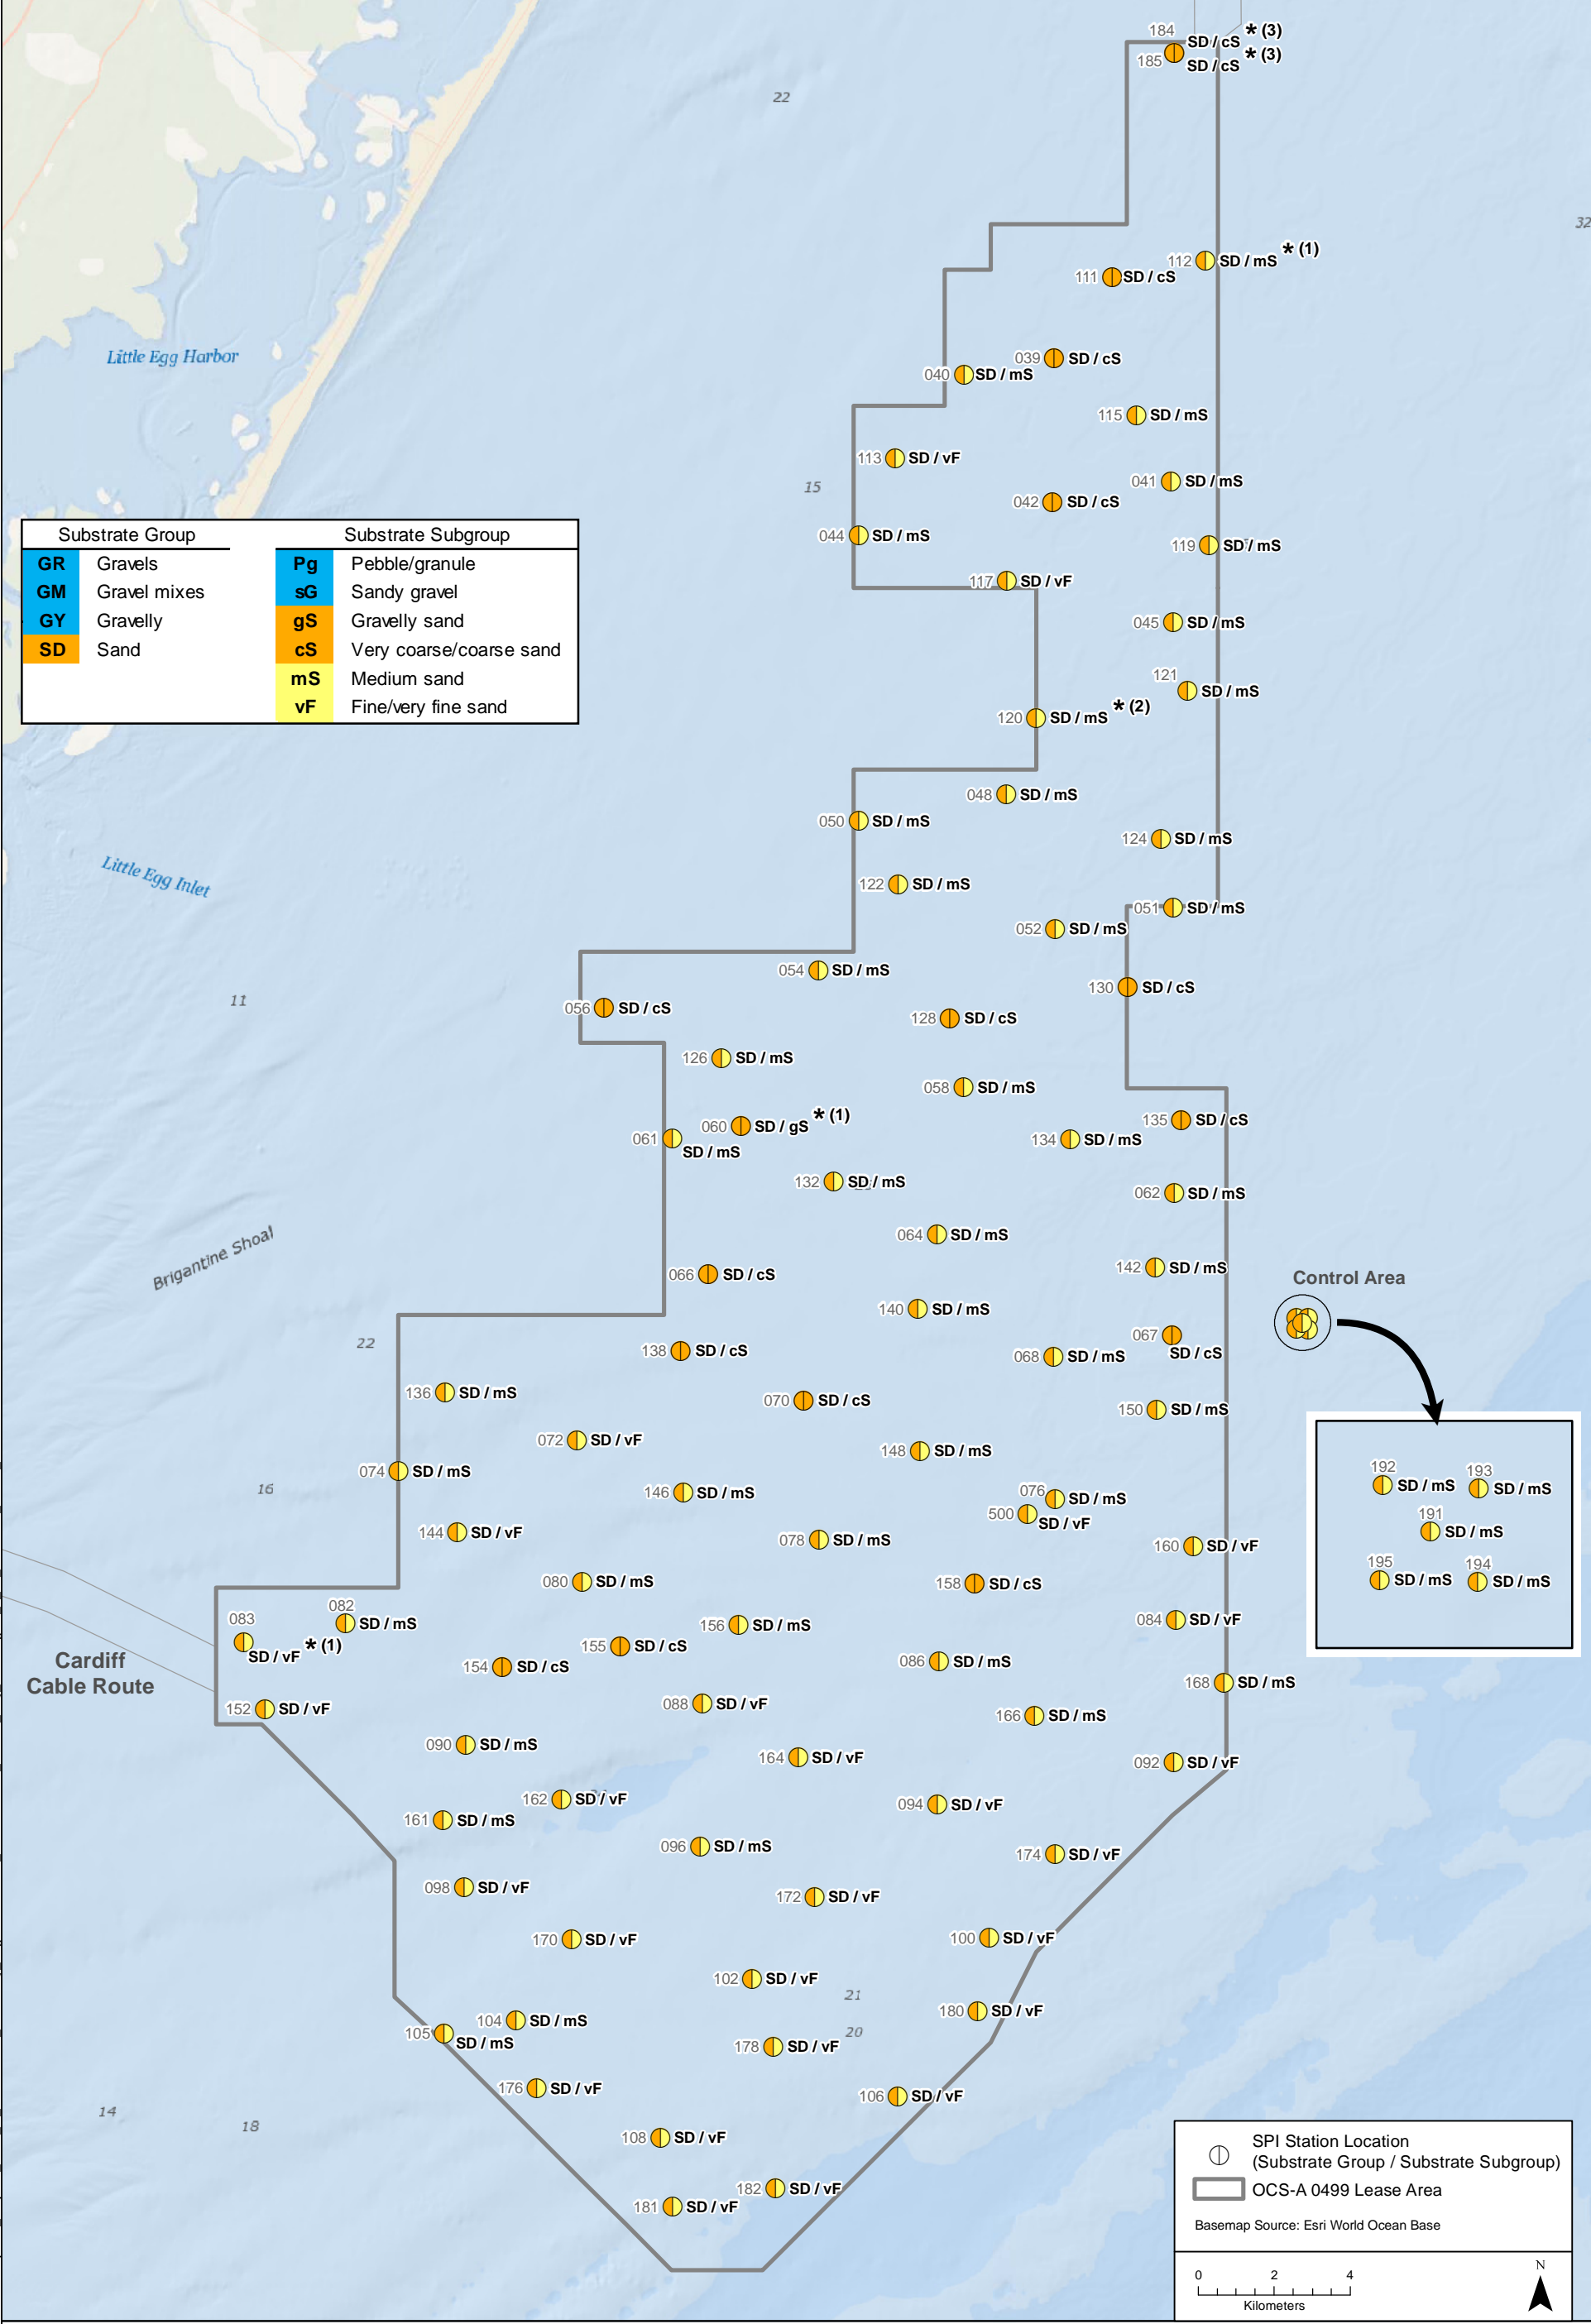 184 SD / cS * (3)
185 SD / cS * (3)
22
32
112 SD / mS * (1)
111 SD / cS
Little Egg Harbor
039 SD / cS
040 SD / mS
115 SD / mS
113 SD / vF
041 SD / mS
15
042 SD / cS
044 SD / mS
119 SD / mS
117 SD / vF
Substrate Group Substrate Subgroup
GR Gravels Pg Pebble/granule
GM Gravel mixes sG Sandy gravel
GY Gravelly gS Gravelly sand
SD Sand cS Very coarse/coarse sand
mS Medium sand
vF Fine/very fine sand
045 SD / mS
121 SD / mS
120 SD / mS * (2)
048 SD / mS
050 SD / mS
124 SD / mS
Little Egg Inlet
122 SD / mS
051 SD / mS
052 SD / mS
054 SD / mS
130 SD / cS
11
056 SD / cS
128 SD / cS
126 SD / mS
058 SD / mS
060 SD / gS * (1)
135 SD / cS
061 SD / mS
134 SD / mS
132 SD / mS
062 SD / mS
064 SD / mS
Brigantine Shoal
066 SD / cS
142 SD / mS
Control Area
140 SD / mS
22
067 SD / cS
138 SD / cS
068 SD / mS
136 SD / mS
070 SD / cS
150 SD / mS
072 SD / vF
148 SD / mS
074 SD / mS
16
146 SD / mS
076 SD / mS
500 SD / vF
192 SD / mS
193 SD / mS
191 SD / mS
195 SD / mS
194 SD / mS
144 SD / vF
078 SD / mS
160 SD / vF
080 SD / mS
158 SD / cS
082 SD / mS
083 SD / vF * (1)
084 SD / vF
156 SD / mS
155 SD / cS
Cardiff
Cable Route
154 SD / cS
086 SD / mS
168 SD / mS
088 SD / vF
152 SD / vF
166 SD / mS
090 SD / mS
164 SD / vF
092 SD / vF
162 SD / vF
094 SD / vF
161 SD / mS
096 SD / mS
174 SD / vF
098 SD / vF
172 SD / vF
170 SD / vF
100 SD / vF
102 SD / vF
21
180 SD / vF
104 SD / mS
105 SD / mS
20
178 SD / vF
176 SD / vF
106 SD / vF
14
18
108 SD / vF
182 SD / vF
181 SD / vF
SPI Station Location
(Substrate Group / Substrate Subgroup)
OCS-A 0499 Lease Area
Basemap Source: Esri World Ocean Base
0 2 4
Kilometers
N